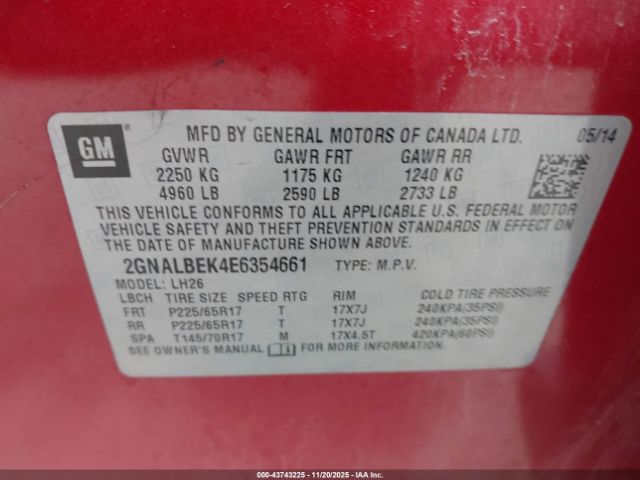 GM
MFD BY GENERAL MOTORS OF CANADA LTD. 05/14
GVWR GAWR FRT GAWR RR
2250 KG 1175 KG 1240 KG
4960 LB 2590 LB 2733 LB
THIS VEHICLE CONFORMS TO ALL APPLICABLE U.S. FEDERAL MOTOR
VEHICLE SAFETY AND THEFT PREVENTION STANDARDS IN EFFECT ON
THE DATE OF MANUFACTURE SHOWN ABOVE.
2GNALBEK4E6354661 TYPE: M.P.V.
MODEL: LH26
LBCH TIRE SIZE SPEED RTG RIM COLD TIRE PRESSURE
FRT P225/65R17 T 17X7J 240KPA(35PSI)
RR P225/65R17 T 17X7J 240KPA(35PSI)
SPA T145/70R17 M 17X4.5T 420KPA(60PSI)
SEE OWNER'S MANUAL FOR MORE INFORMATION.
000-43743225 - 11/20/2025 - IAAI.COM